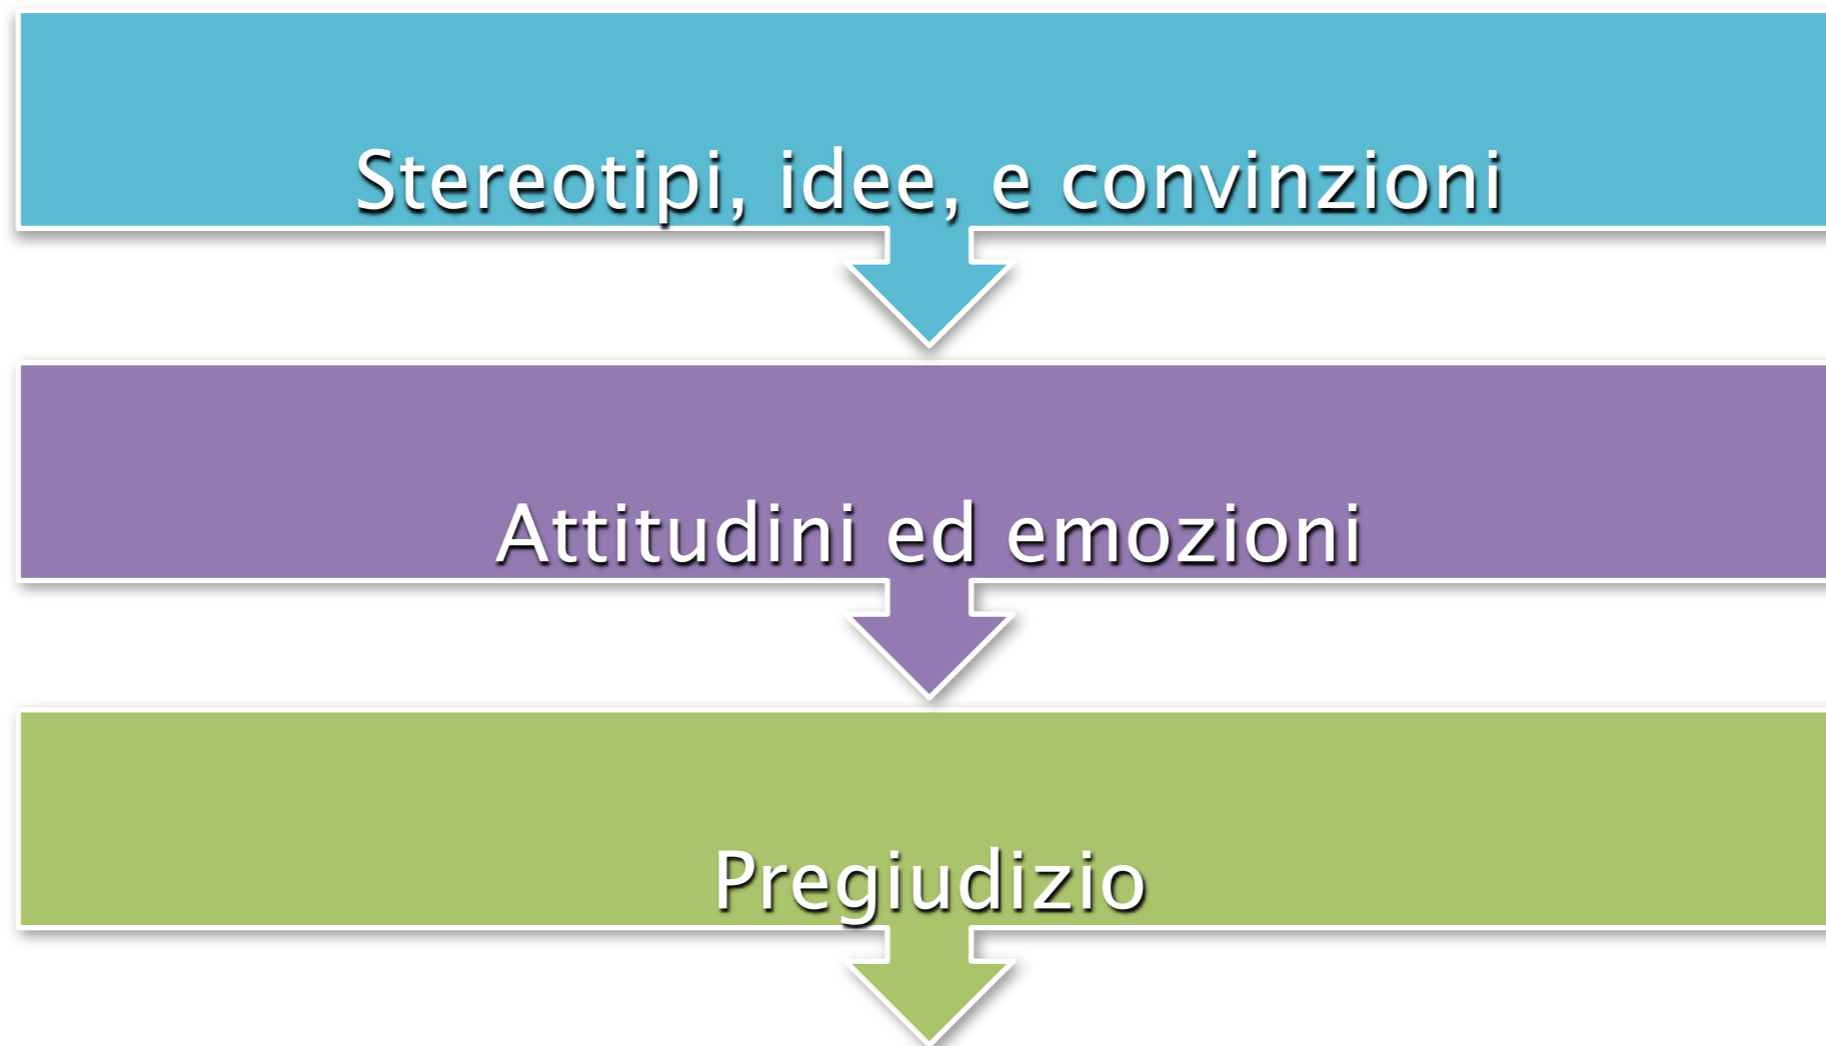 Stereotipi, idee, e convinzioni
Attitudini ed emozioni
Pregiudizio